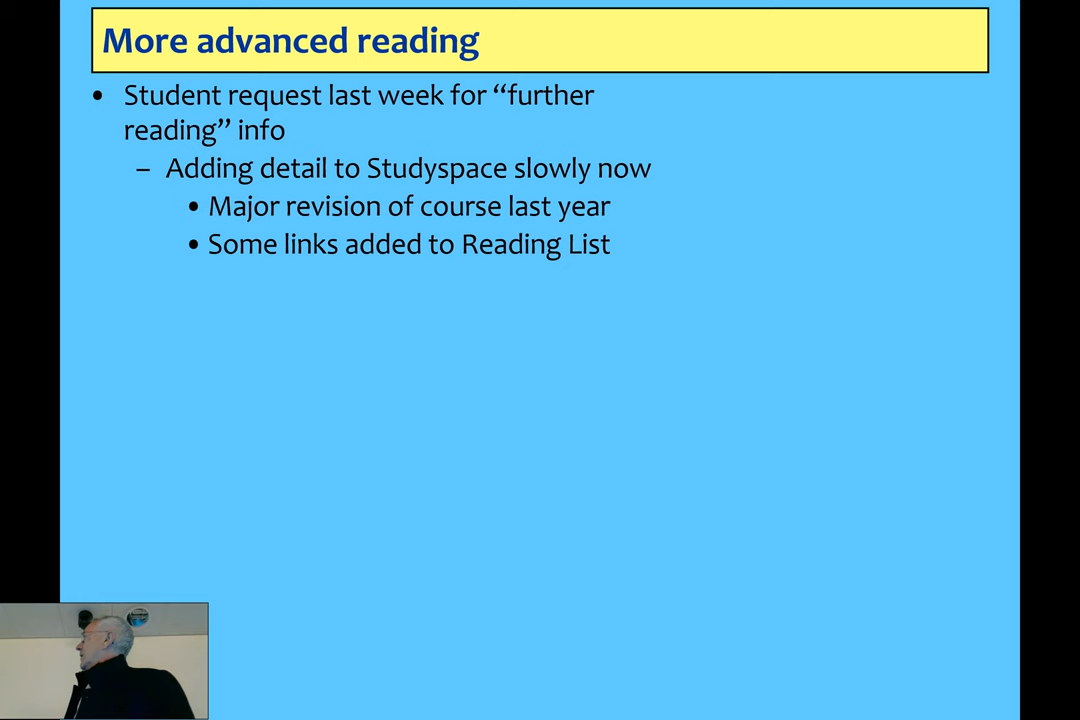 More advanced reading
• Student request last week for “further
reading” info
– Adding detail to Studyspace slowly now
• Major revision of course last year
• Some links added to Reading List